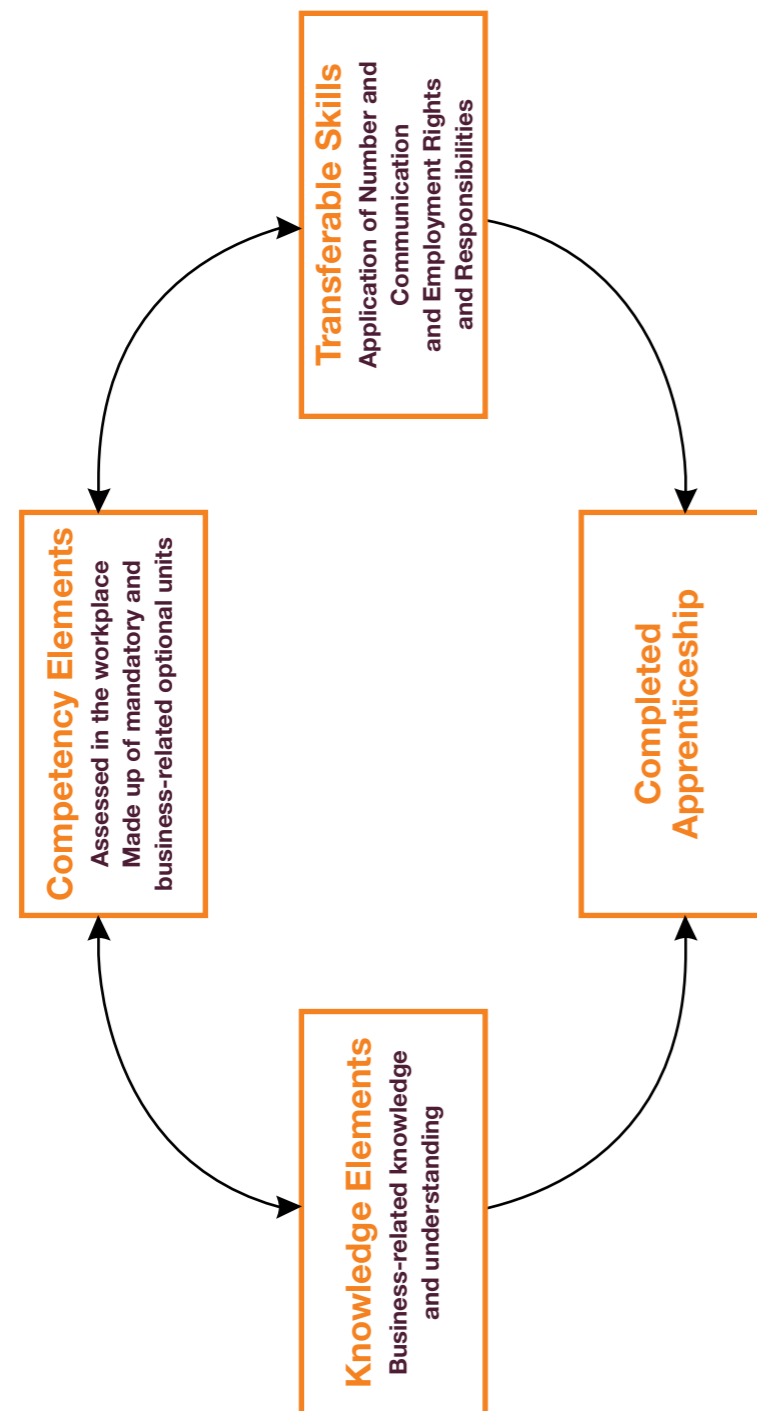 Competency Elements
Assessed in the workplace
Made up of mandatory and
business-related optional units
Knowledge Elements
Business-related knowledge
and understanding
Transferable Skills
Application of Number and
Communication
and Employment Rights
and Responsibilities
Completed
Apprenticeship